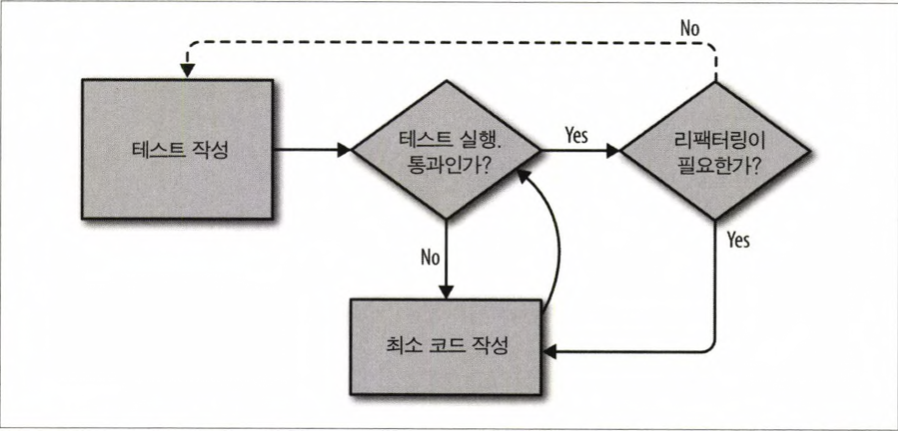 No
테스트 작성
테스트 실행.
통과인가?
Yes
리팩터링이
필요한가?
No
Yes
최소 코드 작성